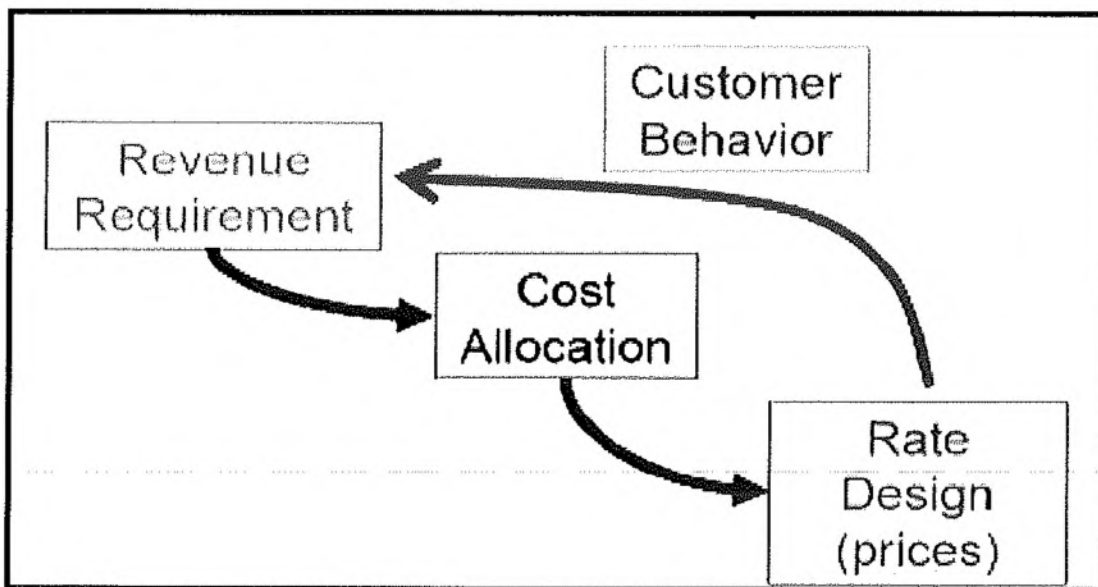 Customer
Behavior
Revenue
Requirement
Cost
Allocation
Rate
Design
(prices)